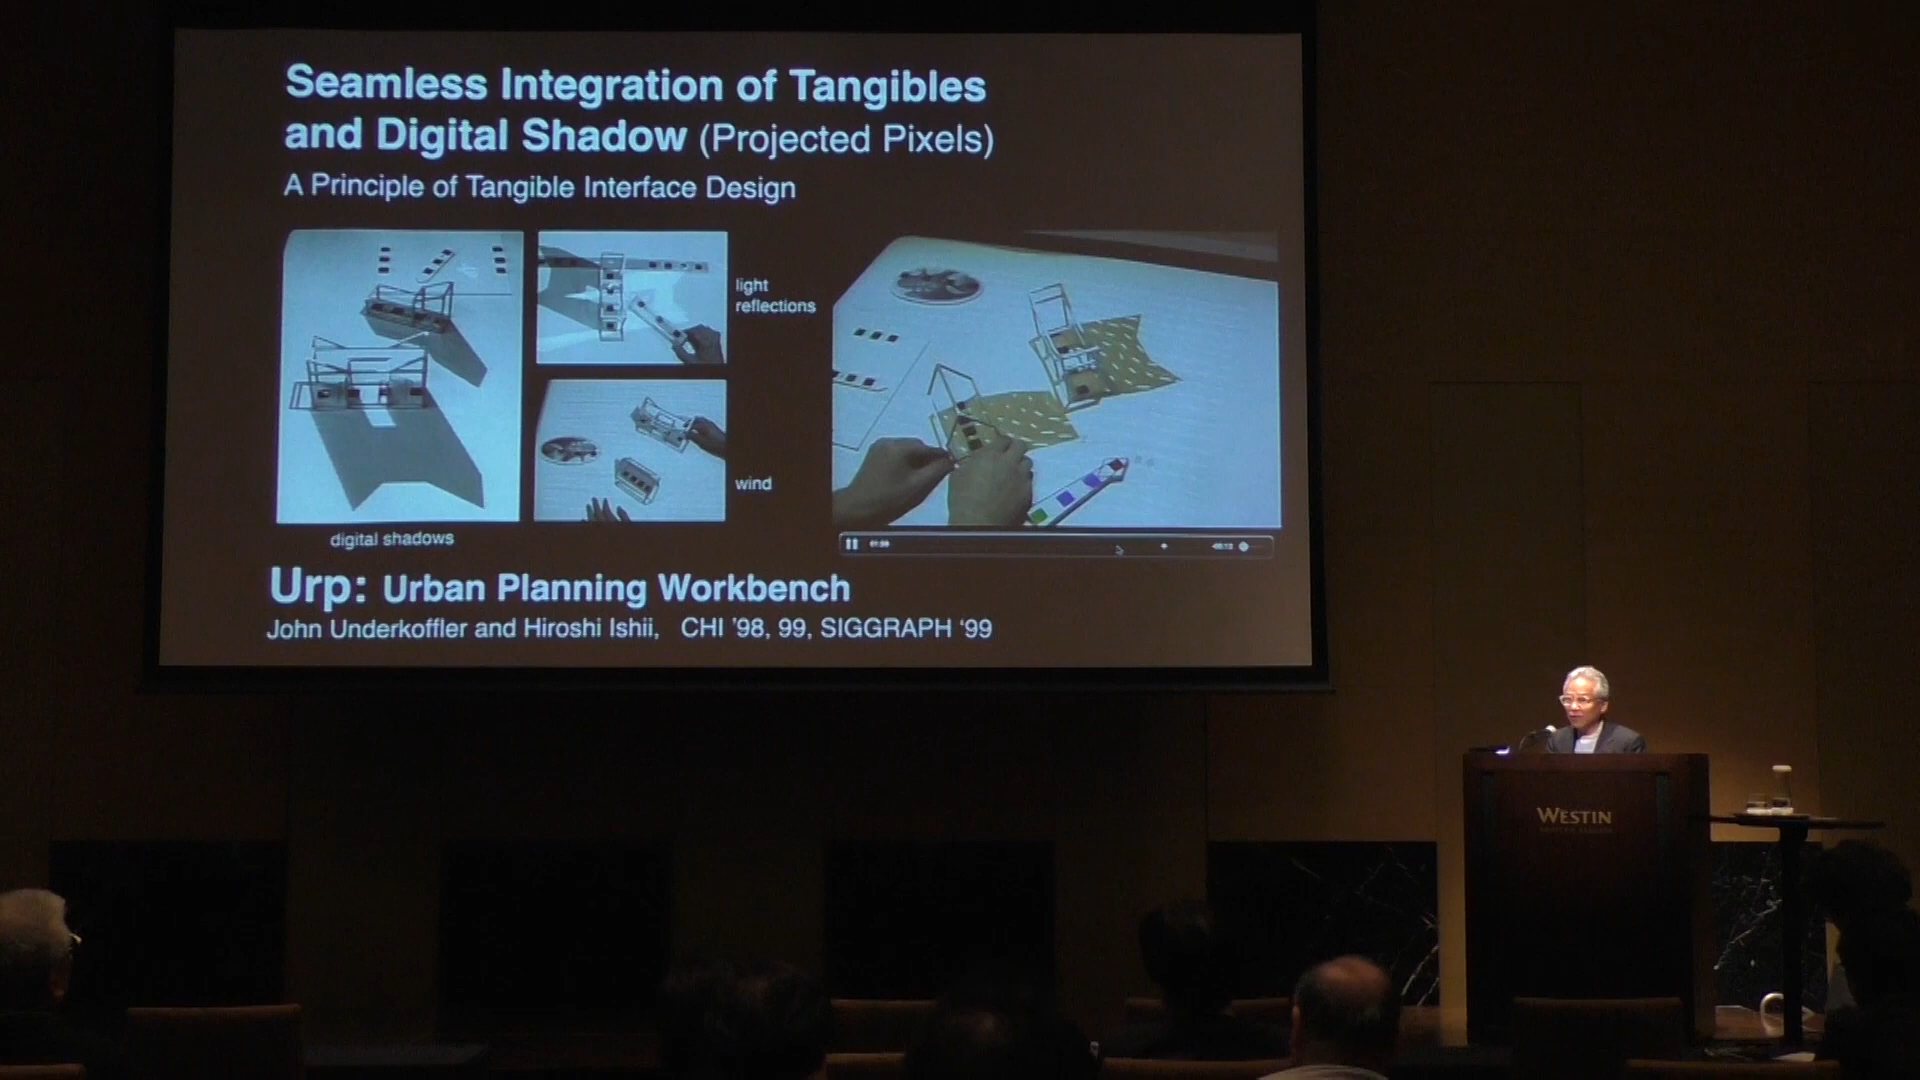 Seamless Integration of Tangibles
and Digital Shadow (Projected Pixels)
A Principle of Tangible Interface Design
light
reflections
wind
digital shadows
Urp: Urban Planning Workbench
John Underkoffler and Hiroshi Ishii, CHI '98, 99, SIGGRAPH '99
WESTIN